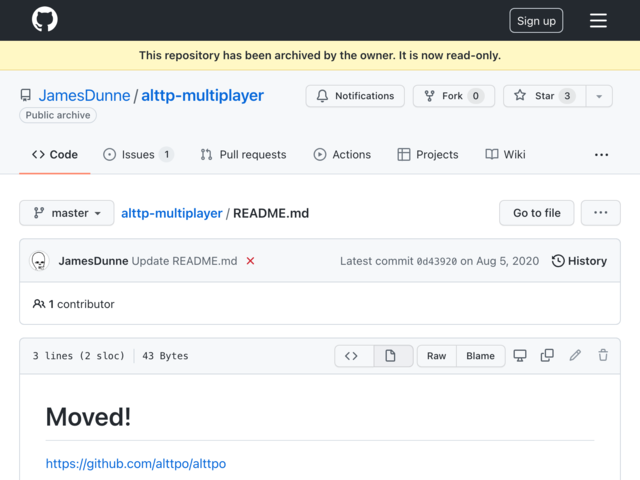 Sign up
This repository has been archived by the owner. It is now read-only.
JamesDunne / alttp-multiplayer
Notifications Fork 0 Star 3
Public archive
Code Issues 1 Pull requests Actions Projects Wiki ...
master alttp-multiplayer / README.md Go to file ...
JamesDunne Update README.md Latest commit 0d43920 on Aug 5, 2020 History
1 contributor
3 lines (2 sloc) 43 Bytes <> Raw Blame
Moved!
https://github.com/alttpo/alttpo